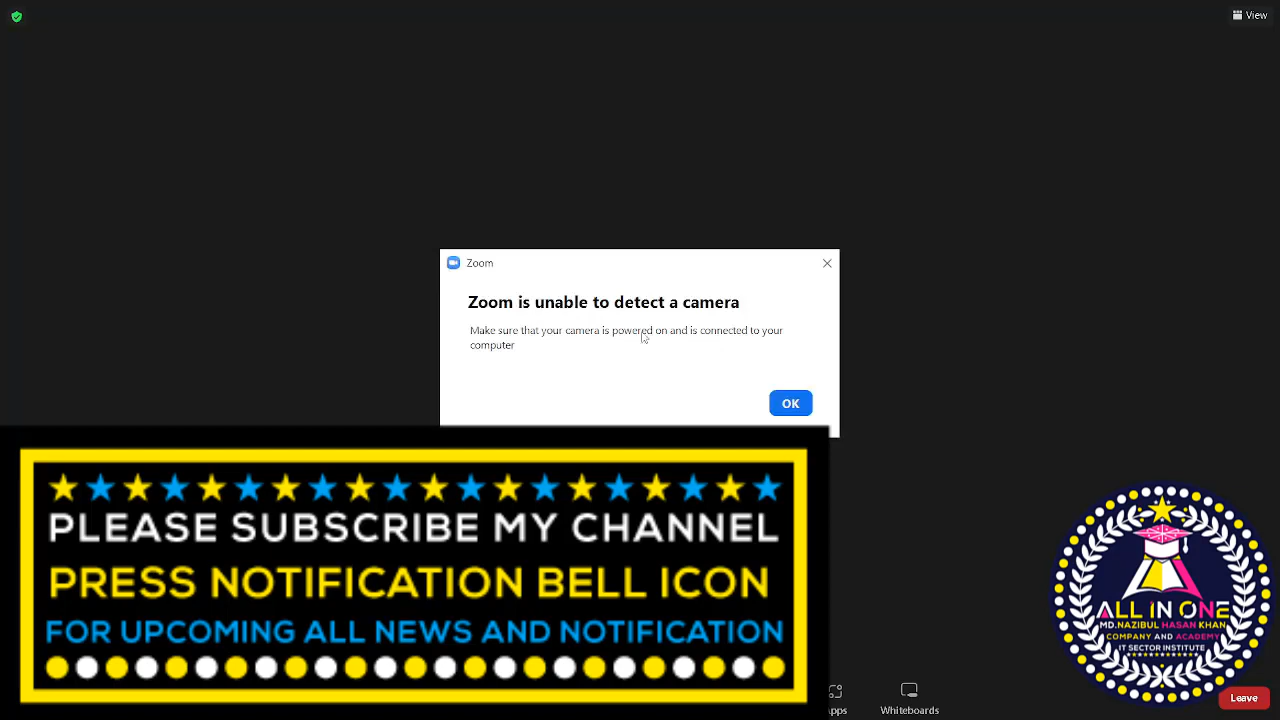 View
Zoom
Zoom is unable to detect a camera
Make sure that your camera is powered on and is connected to your
computer
OK
PLEASE SUBSCRIBE MY CHANNEL
PRESS NOTIFICATION BELL ICON
FOR UPCOMING ALL NEWS AND NOTIFICATION
ALL IN ONE
MD.NAZIBUL HASAN KHAN
COMPANY AND ACADEMY
IT SECTOR INSTITUTE
pps
Whiteboards
Leave